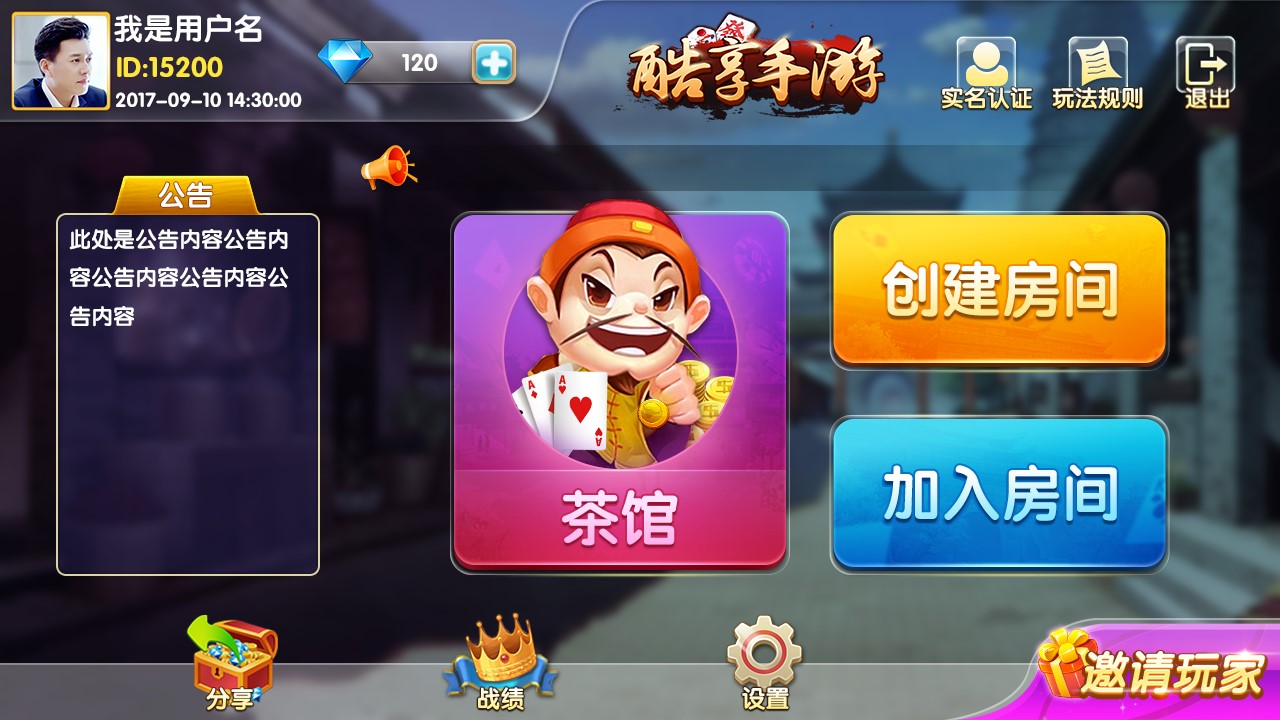 我是用户名
ID:15200
2017-09-10 14:30:00
120
酷享手游
實名认证
玩法规则
退出
公告
此处是公告内容公告内
容公告内容公告内容公
告内容
A
A
A
茶馆
创建房间
加入房间
分享
战绩
设置
邀请玩家